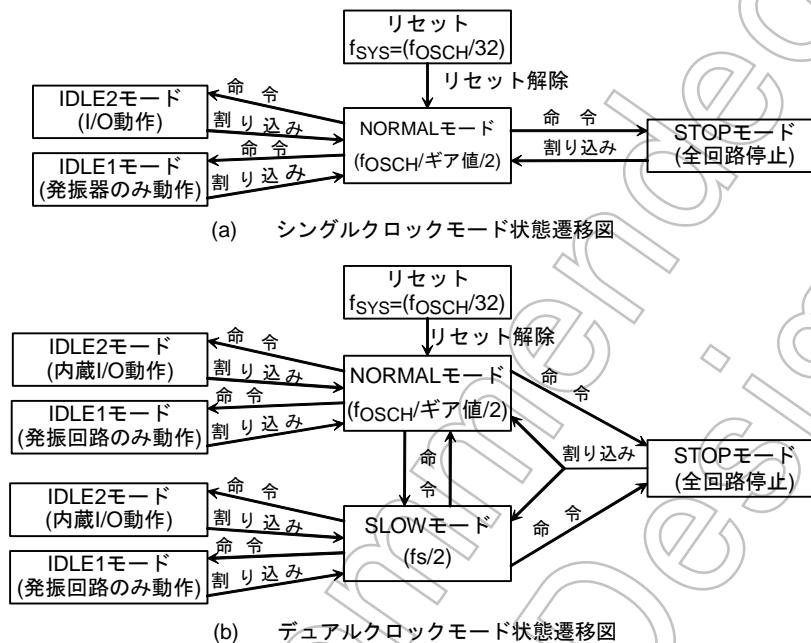 リセット
fSYS=(fOSCH/32)
リセット解除
IDLE2モード
(I/O動作)
命 令
割り込み
IDLE1モード
(発振器のみ動作)
命 令
割り込み
NORMALモード
(fOSCH/ギア値/2)
命 令
割り込み
STOPモード
(全回路停止)
(a) シングルクロックモード状態遷移図
リセット
fSYS=(fOSCH/32)
リセット解除
IDLE2モード
(内蔵I/O動作)
命 令
割り込み
IDLE1モード
(発振回路のみ動作)
命 令
割り込み
NORMALモード
(fOSCH/ギア値/2)
命 令
割り込み
STOPモード
(全回路停止)
命 令
命 令
IDLE2モード
(内蔵I/O動作)
命 令
割り込み
IDLE1モード
(発振回路のみ動作)
命 令
割り込み
SLOWモード
(fs/2)
(b) デュアルクロックモード状態遷移図